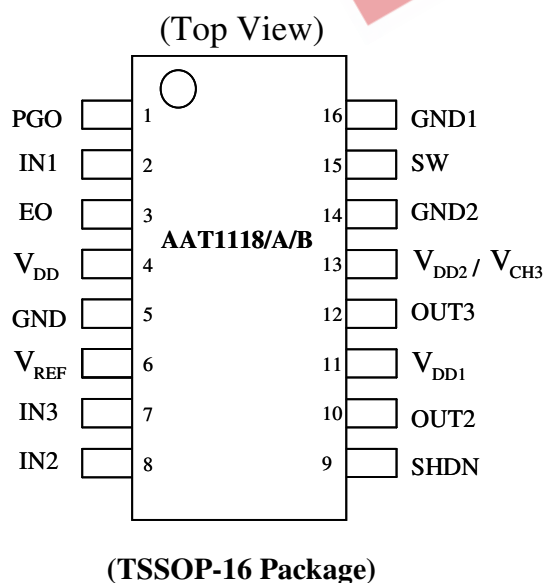 (Top View)
PGO 1 16 GND1
IN1 2 15 SW
EO 3 14 GND2
AAT1118/A/B
VDD 4 13 VDD2 / VCH3
GND 5 12 OUT3
VREF 6 11 VDD1
IN3 7 10 OUT2
IN2 8 9 SHDN
(TSSOP-16 Package)